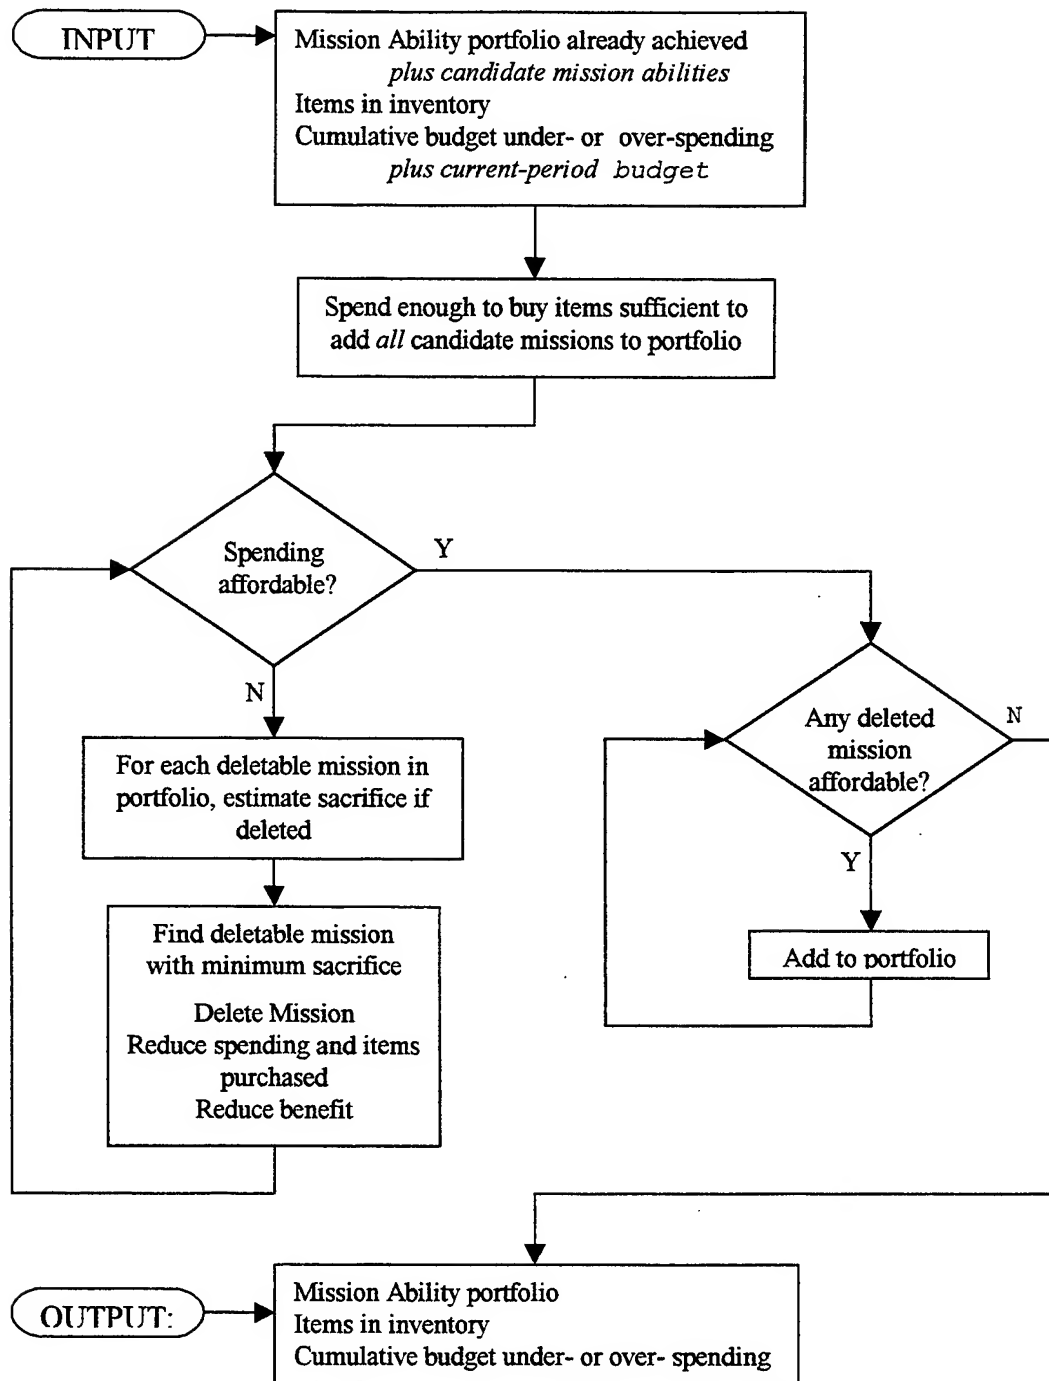 INPUT
Mission Ability portfolio already achieved
plus candidate mission abilities
Items in inventory
Cumulative budget under- or over-spending
plus current-period budget
Spend enough to buy items sufficient to
add all candidate missions to portfolio
Spending
affordable?
Y
N
For each deletable mission in
portfolio, estimate sacrifice if
deleted
Find deletable mission
with minimum sacrifice
Delete Mission
Reduce spending and items
purchased
Reduce benefit
Any deleted
mission
affordable?
N
Y
Add to portfolio
OUTPUT:
Mission Ability portfolio
Items in inventory
Cumulative budget under- or over- spending